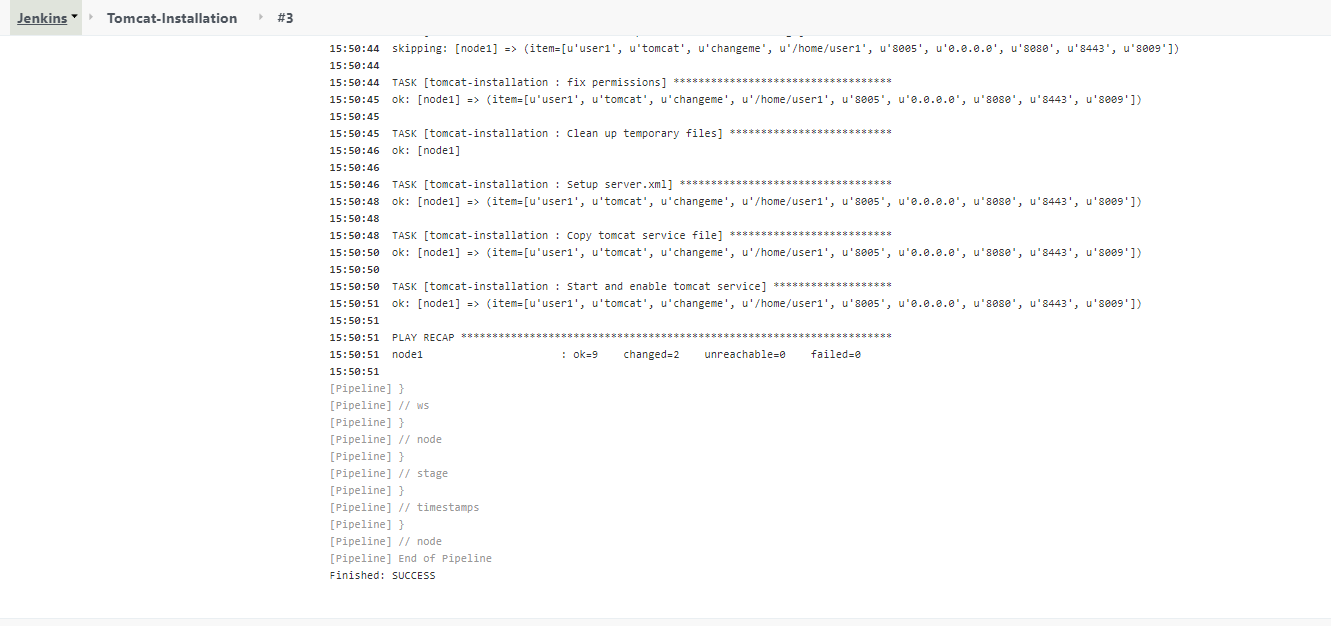 Jenkins Tomcat-Installation #3
15:50:44 skipping: [node1] => (item=[u'user1', u'tomcat', u'changeme', u'/home/user1', u'8005', u'0.0.0.0', u'8080', u'8443', u'8009'])
15:50:44
15:50:44 TASK [tomcat-installation : fix permissions] ***********************************
15:50:45 ok: [node1] => (item=[u'user1', u'tomcat', u'changeme', u'/home/user1', u'8005', u'0.0.0.0', u'8080', u'8443', u'8009'])
15:50:45
15:50:45 TASK [tomcat-installation : Clean up temporary files] **************************
15:50:46 ok: [node1]
15:50:46
15:50:46 TASK [tomcat-installation : Setup server.xml] **********************************
15:50:48 ok: [node1] => (item=[u'user1', u'tomcat', u'changeme', u'/home/user1', u'8005', u'0.0.0.0', u'8080', u'8443', u'8009'])
15:50:48
15:50:48 TASK [tomcat-installation : Copy tomcat service file] **************************
15:50:50 ok: [node1] => (item=[u'user1', u'tomcat', u'changeme', u'/home/user1', u'8005', u'0.0.0.0', u'8080', u'8443', u'8009'])
15:50:50
15:50:50 TASK [tomcat-installation : Start and enable tomcat service] *******************
15:50:51 ok: [node1] => (item=[u'user1', u'tomcat', u'changeme', u'/home/user1', u'8005', u'0.0.0.0', u'8080', u'8443', u'8009'])
15:50:51
15:50:51 PLAY RECAP *********************************************************************
15:50:51 node1 : ok=9 changed=2 unreachable=0 failed=0
15:50:51
[Pipeline] }
[Pipeline] // ws
[Pipeline] }
[Pipeline] // node
[Pipeline] }
[Pipeline] // stage
[Pipeline] }
[Pipeline] // timestamps
[Pipeline] }
[Pipeline] // node
[Pipeline] End of Pipeline
Finished: SUCCESS